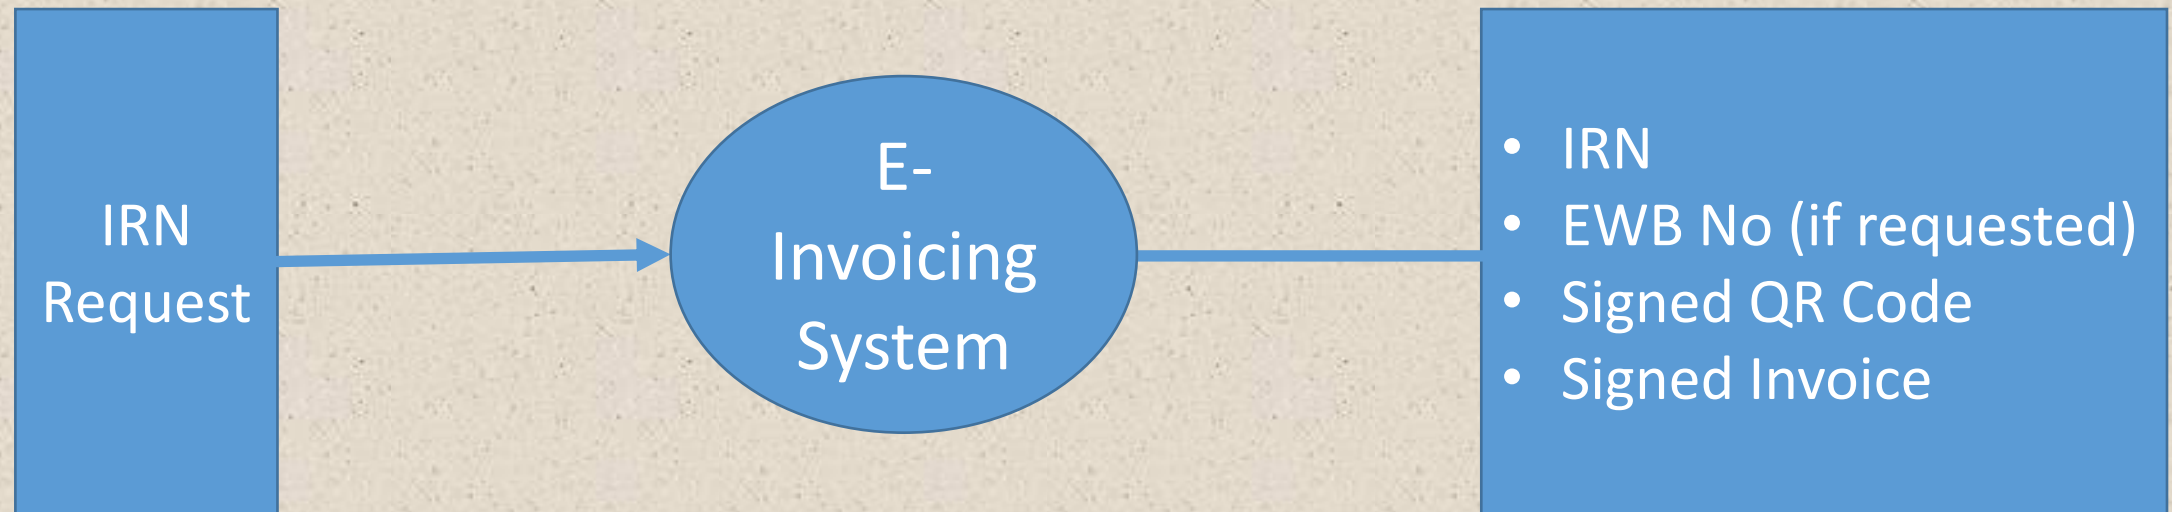 IRN
Request
E-
Invoicing
System
• IRN
• EWB No (if requested)
• Signed QR Code
• Signed Invoice